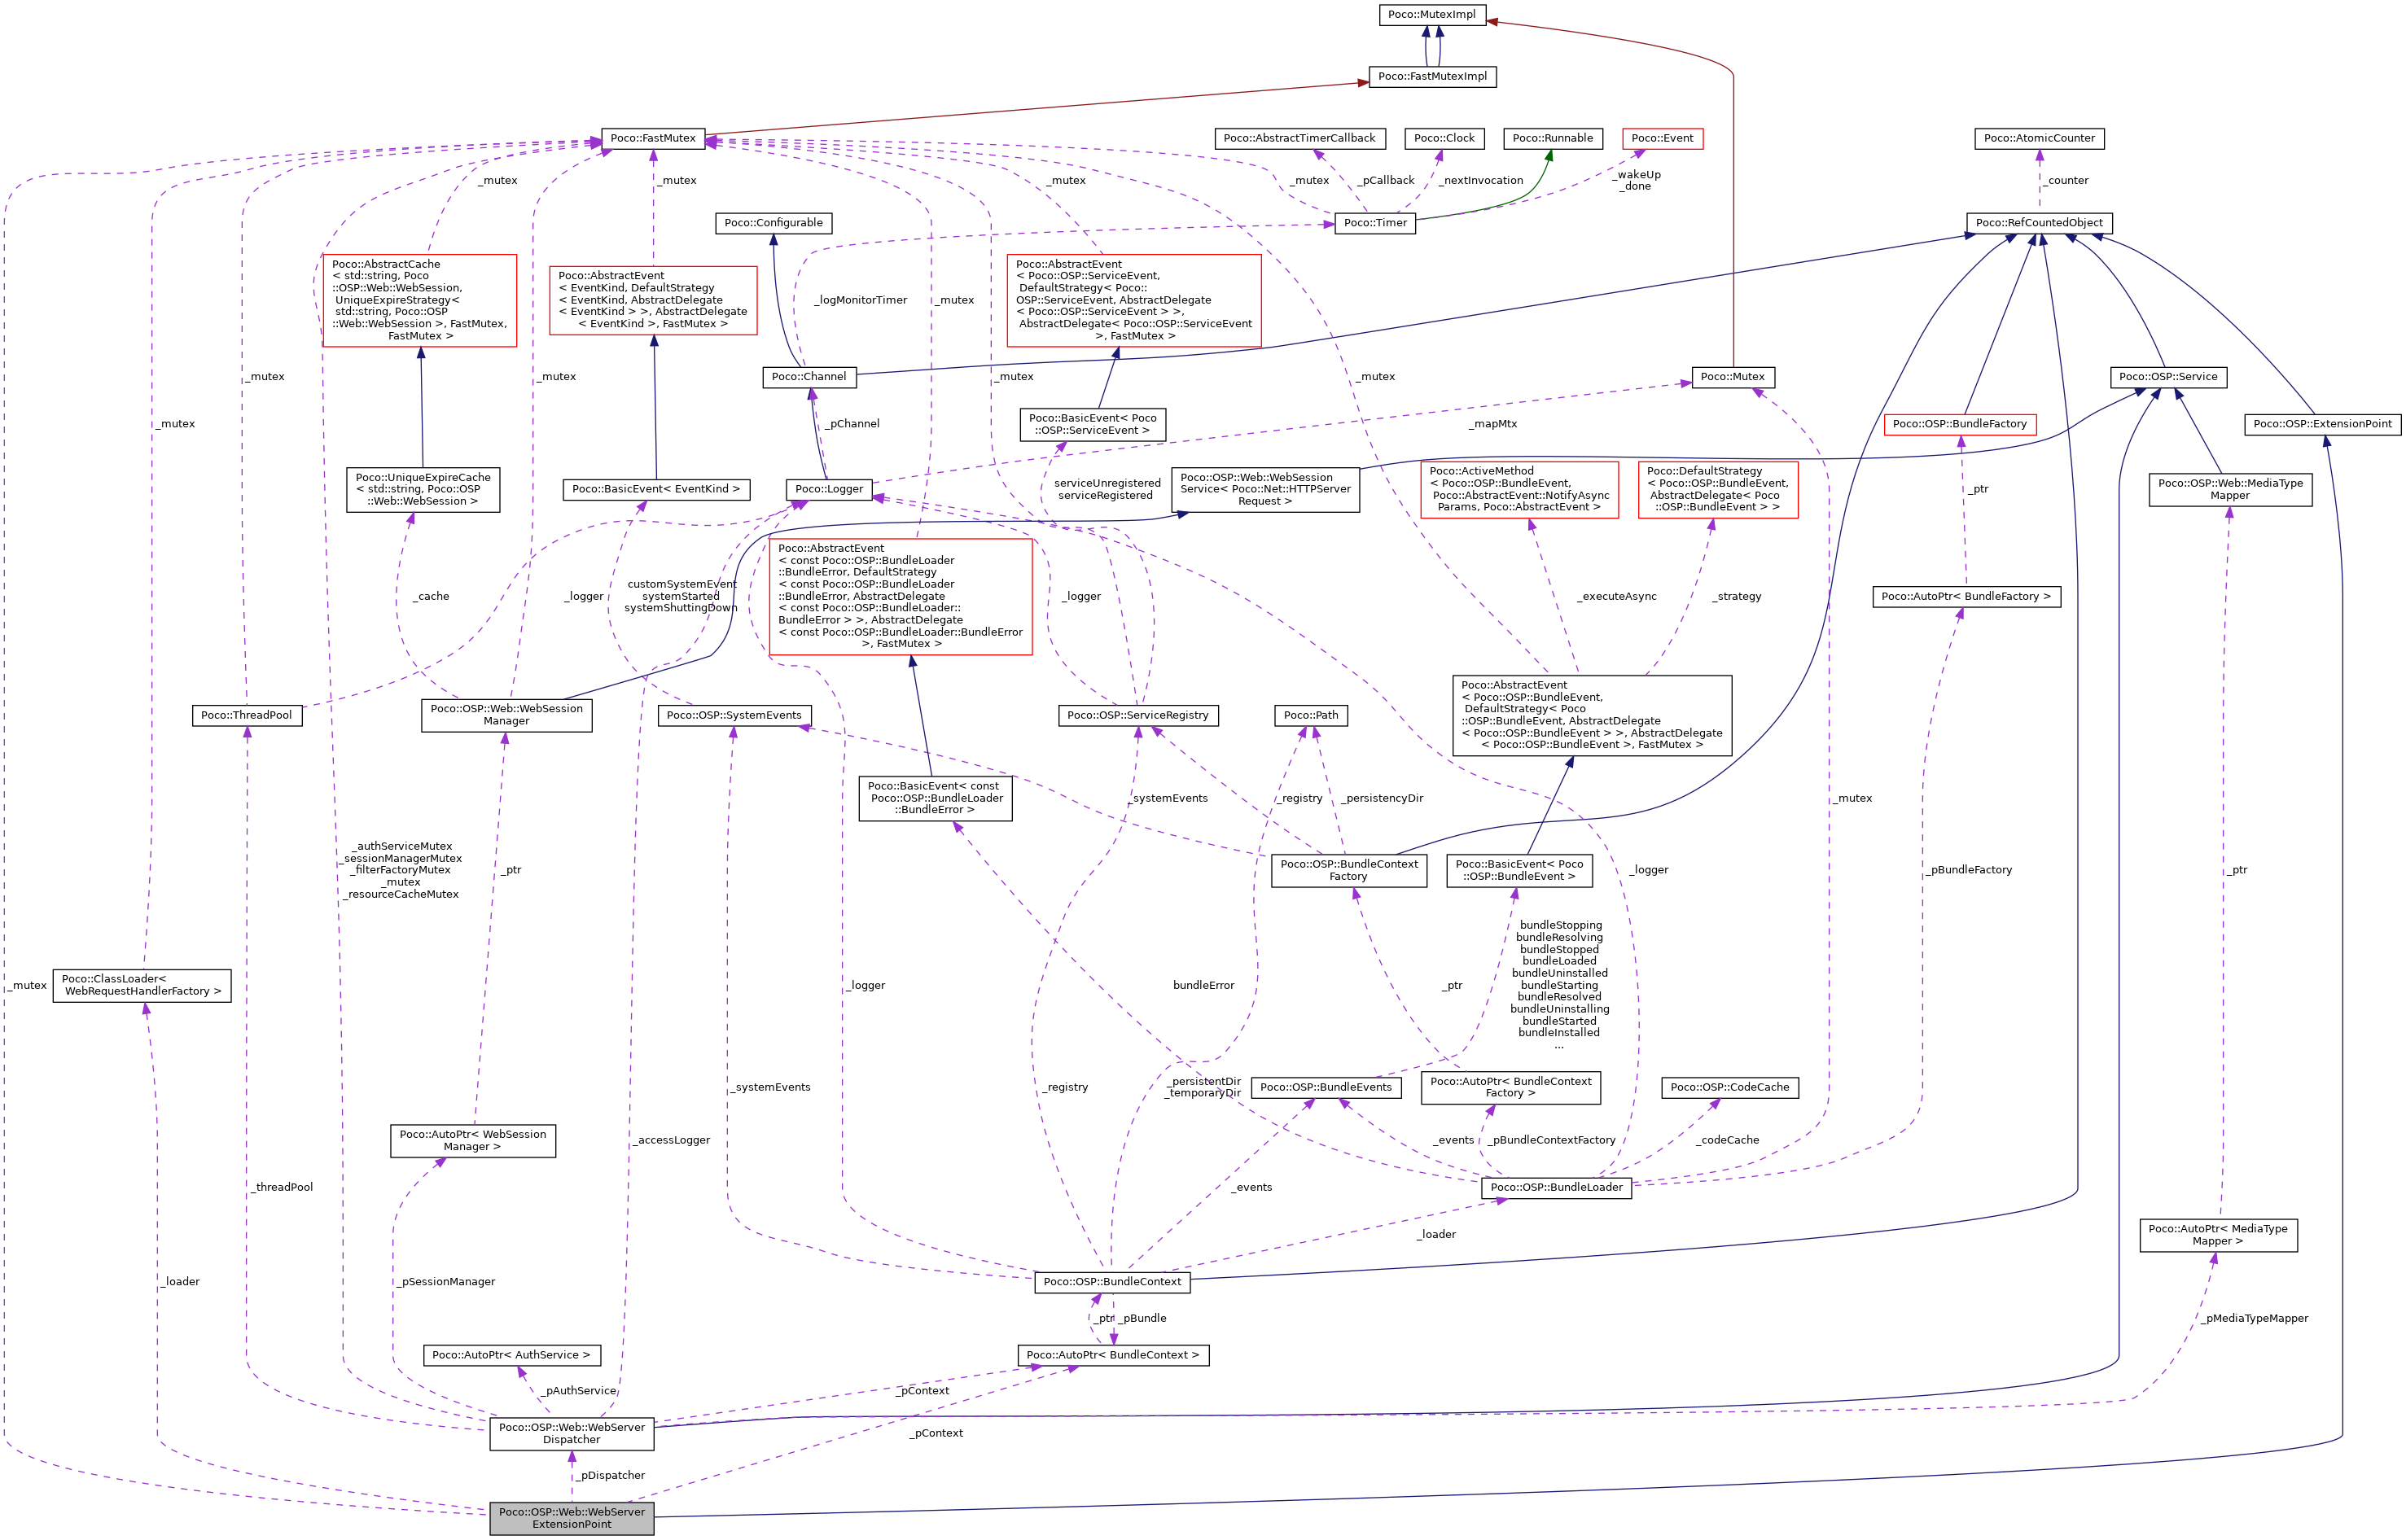 Poco::MutexImpl
Poco::FastMutexImpl
Poco::FastMutex
Poco::AbstractTimerCallback
Poco::Clock
Poco::Runnable
Poco::Event
Poco::AtomicCounter
_mutex
_mutex
_mutex
_mutex
_pCallback
_nextInvocation
_wakeUp
_done
_counter
Poco::Configurable
Poco::Timer
Poco::RefCountedObject
Poco::AbstractCache
< std::string, Poco
::OSP::Web::WebSession,
UniqueExpireStrategy<
std::string, Poco::OSP
::Web::WebSession >, FastMutex,
FastMutex >
Poco::AbstractEvent
< EventKind, DefaultStrategy
< EventKind, AbstractDelegate
< EventKind > >, AbstractDelegate
< EventKind >, FastMutex >
_logMonitorTimer
_mutex
Poco::AbstractEvent
< Poco::OSP::ServiceEvent,
DefaultStrategy< Poco::
OSP::ServiceEvent, AbstractDelegate
< Poco::OSP::ServiceEvent > >,
AbstractDelegate< Poco::OSP::ServiceEvent
>, FastMutex >
_mutex
_mutex
Poco::Channel
_mutex
_mutex
Poco::Mutex
Poco::OSP::Service
_mutex
_pChannel
Poco::BasicEvent< Poco
::OSP::ServiceEvent >
_mapMtx
Poco::OSP::BundleFactory
Poco::OSP::ExtensionPoint
Poco::UniqueExpireCache
< std::string, Poco::OSP
::Web::WebSession >
Poco::BasicEvent< EventKind >
Poco::Logger
serviceUnregistered
serviceRegistered
Poco::OSP::Web::WebSession
Service< Poco::Net::HTTPServer
Request >
Poco::ActiveMethod
< Poco::OSP::BundleEvent,
Poco::AbstractEvent::NotifyAsync
Params, Poco::AbstractEvent >
Poco::DefaultStrategy
< Poco::OSP::BundleEvent,
AbstractDelegate< Poco
::OSP::BundleEvent > >
_ptr
Poco::OSP::Web::MediaType
Mapper
_cache
_logger
customSystemEvent
systemStarted
systemShuttingDown
Poco::AbstractEvent
< const Poco::OSP::BundleLoader
::BundleError, DefaultStrategy
< const Poco::OSP::BundleLoader
::BundleError, AbstractDelegate
< const Poco::OSP::BundleLoader::
BundleError > >, AbstractDelegate
< const Poco::OSP::BundleLoader::BundleError
>, FastMutex >
_logger
_executeAsync
_strategy
Poco::AutoPtr< BundleFactory >
Poco::ThreadPool
Poco::OSP::Web::WebSession
Manager
Poco::OSP::SystemEvents
Poco::OSP::ServiceRegistry
Poco::Path
Poco::AbstractEvent
< Poco::OSP::BundleEvent,
DefaultStrategy< Poco
::OSP::BundleEvent, AbstractDelegate
< Poco::OSP::BundleEvent > >, AbstractDelegate
< Poco::OSP::BundleEvent >, FastMutex >
Poco::BasicEvent< const
Poco::OSP::BundleLoader
::BundleError >
_systemEvents
_registry
_persistencyDir
_mutex
_authServiceMutex
_sessionManagerMutex
_filterFactoryMutex
_mutex
_resourceCacheMutex
_ptr
Poco::OSP::BundleContext
Factory
Poco::BasicEvent< Poco
::OSP::BundleEvent >
_logger
_pBundleFactory
_ptr
_mutex
Poco::ClassLoader<
WebRequestHandlerFactory >
_logger
bundleError
_ptr
bundleStopping
bundleResolving
bundleStopped
bundleLoaded
bundleUninstalled
bundleStarting
bundleResolved
bundleUninstalling
bundleStarted
bundleInstalled
...
_systemEvents
_registry
_persistentDir
_temporaryDir
Poco::OSP::BundleEvents
Poco::AutoPtr< BundleContext
Factory >
Poco::OSP::CodeCache
Poco::AutoPtr< WebSession
Manager >
_accessLogger
_events
_pBundleContextFactory
_codeCache
_threadPool
_events
Poco::OSP::BundleLoader
_loader
Poco::AutoPtr< MediaType
Mapper >
_loader
_pSessionManager
Poco::OSP::BundleContext
_ptr
_pBundle
_pMediaTypeMapper
Poco::AutoPtr< AuthService >
Poco::AutoPtr< BundleContext >
_pAuthService
_pContext
Poco::OSP::Web::WebServer
Dispatcher
_pContext
_pDispatcher
Poco::OSP::Web::WebServer
ExtensionPoint